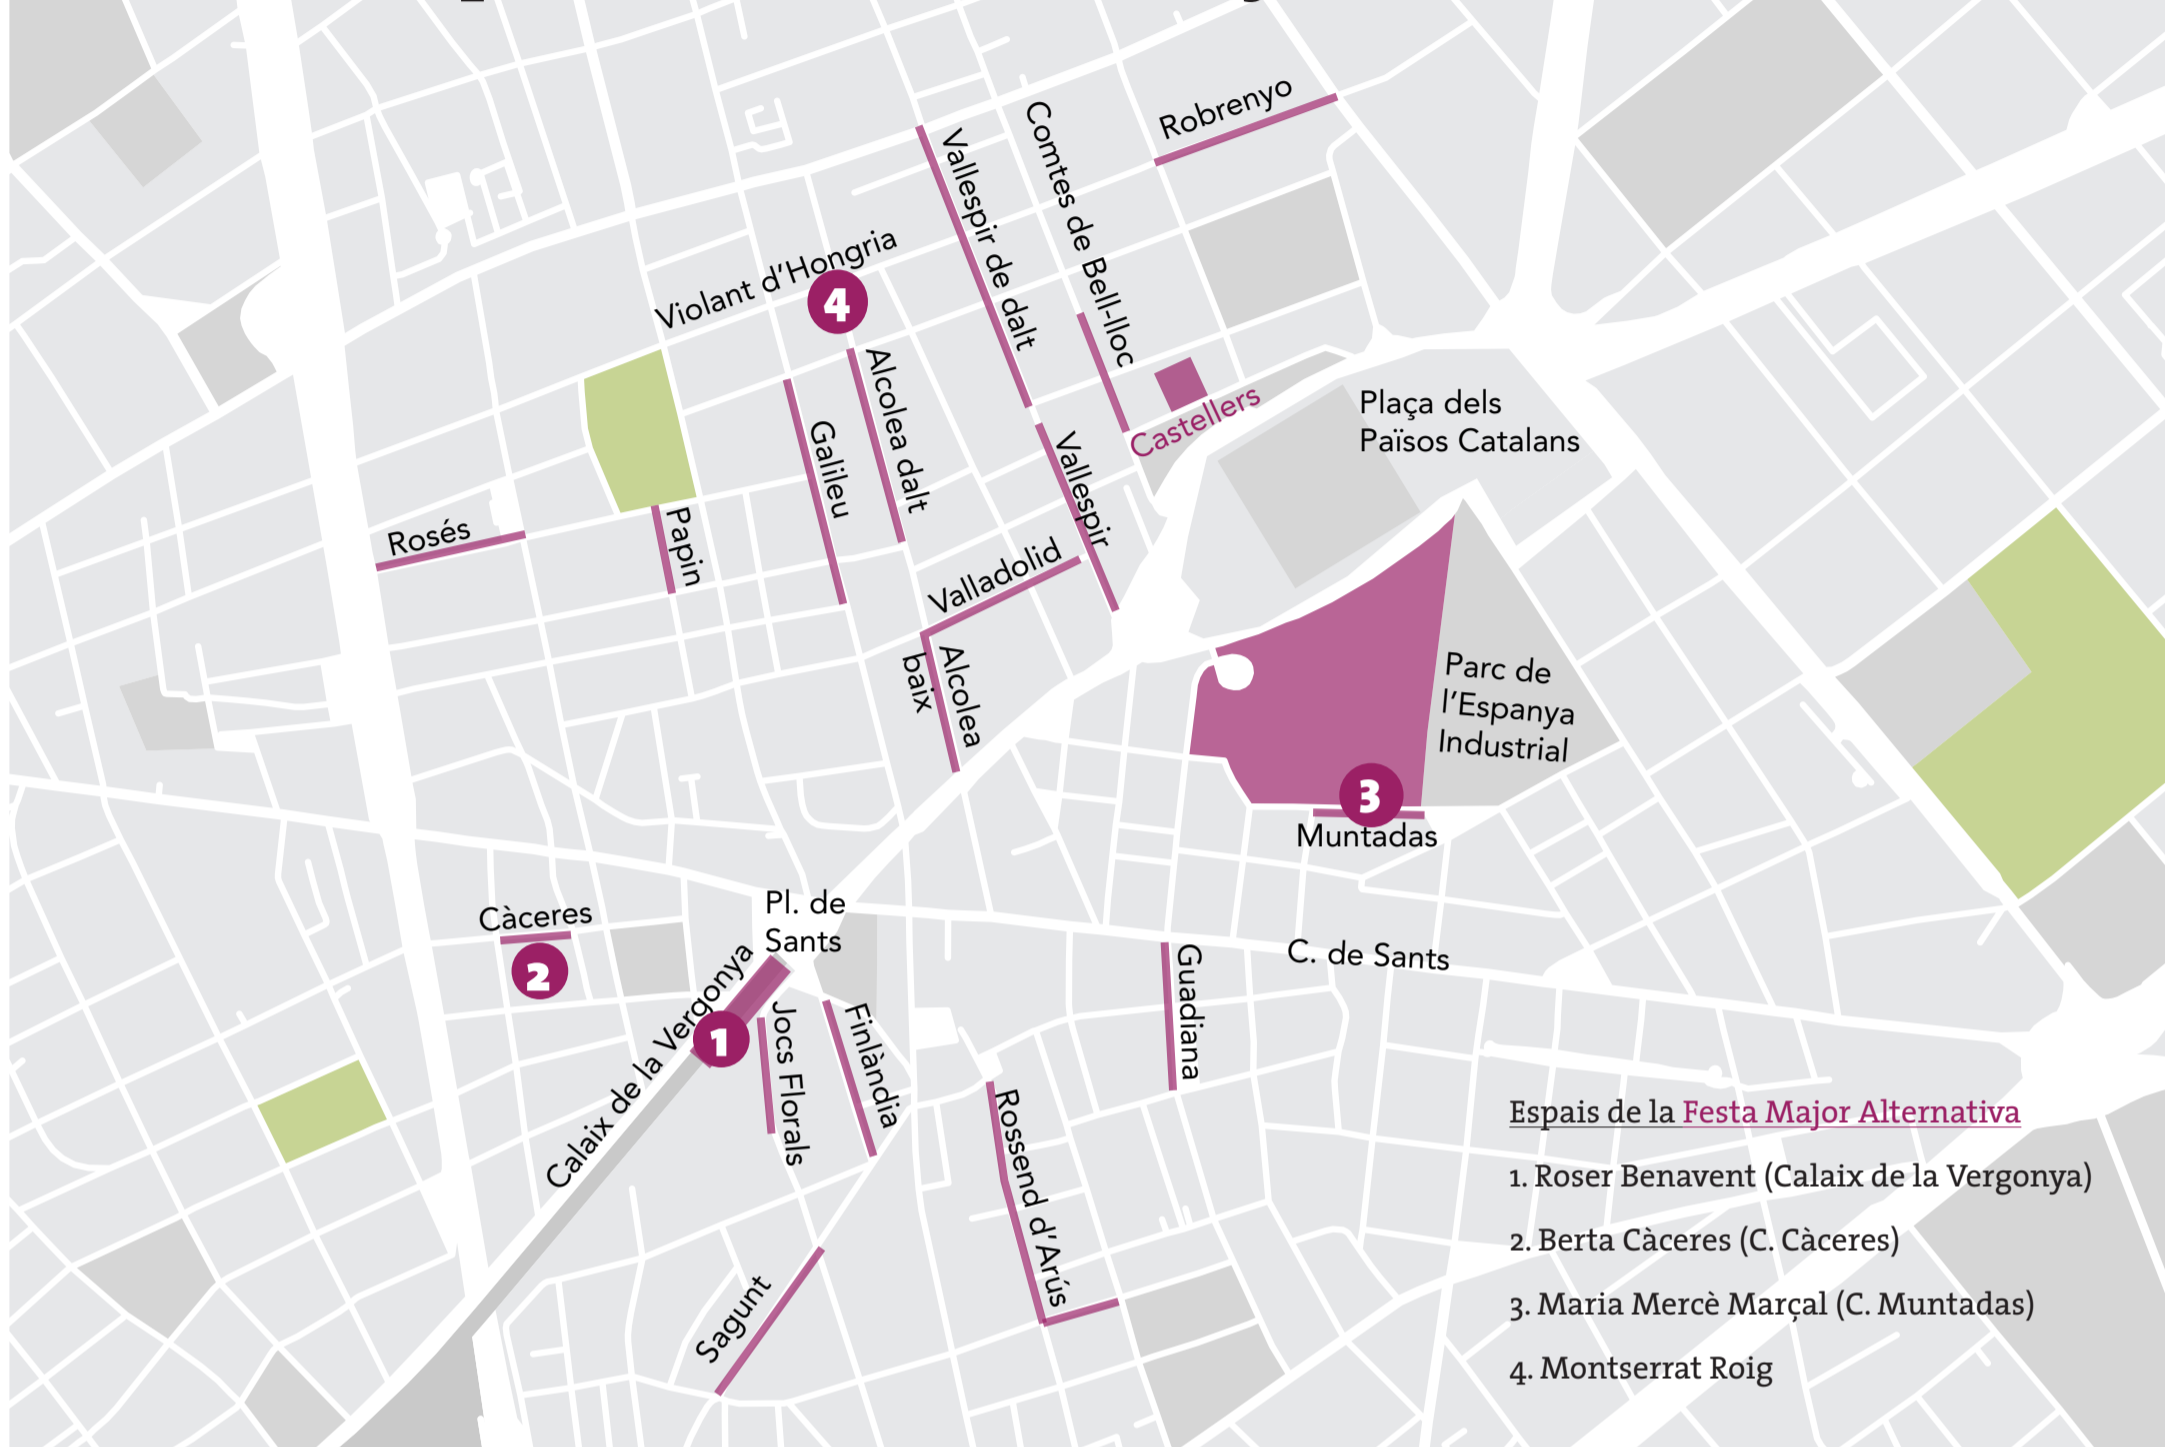 Robrenyo
Comtes de Bell-lloc
Vallespir de dalt
Violant d'Hongria
4
Alcolea dalt
Galileu
Castellers
Plaça dels
Països Catalans
Vallespir
Rosés
Papin
Valladolid
Alcolea
baix
Parc de
l'Espanya
Industrial
3
Muntadas
Pl. de
Sants
Càceres
2
C. de Sants
Guadiana
Calaix de la Vergonya
1
Jocs Florals
Finlàndia
Rossend d'Arús
Sagunt
Espais de la Festa Major Alternativa
1. Roser Benavent (Calaix de la Vergonya)
2. Berta Càceres (C. Càceres)
3. Maria Mercè Marçal (C. Muntadas)
4. Montserrat Roig